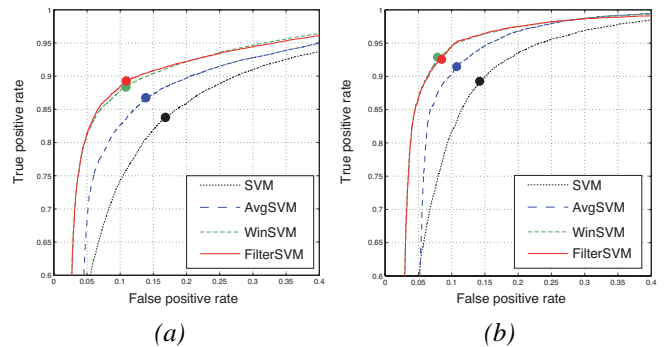 1
0.95
0.9
0.85
0.8
0.75
0.7
0.65
0.6
0 0.05 0.1 0.15 0.2 0.25 0.3 0.35 0.4
True positive rate
False positive rate
SVM
AvgSVM
WinSVM
FilterSVM
(a)
1
0.95
0.9
0.85
0.8
0.75
0.7
0.65
0.6
0 0.05 0.1 0.15 0.2 0.25 0.3 0.35 0.4
True positive rate
False positive rate
SVM
AvgSVM
WinSVM
FilterSVM
(b)